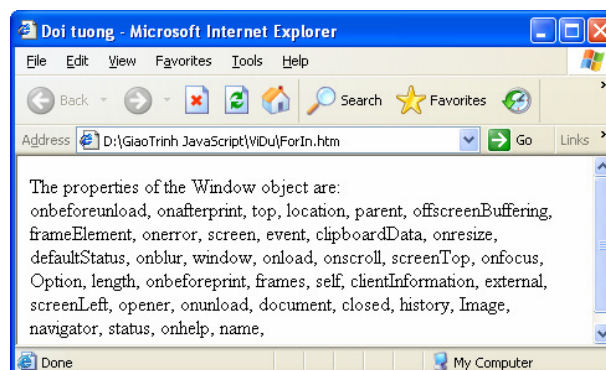 Doi tuong - Microsoft Internet Explorer
File Edit View Favorites Tools Help
Back Search Favorites
Address D:\GiaoTrinh JavaScript\ViDu\ForIn.htm Go Links
The properties of the Window object are:
onbeforeunload, onafterprint, top, location, parent, offscreenBuffering,
frameElement, onerror, screen, event, clipboardData, onresize,
defaultStatus, onblur, window, onload, onscroll, screenTop, onfocus,
Option, length, onbeforeprint, frames, self, clientInformation, external,
screenLeft, opener, onunload, document, closed, history, Image,
navigator, status, onhelp, name,
Done My Computer